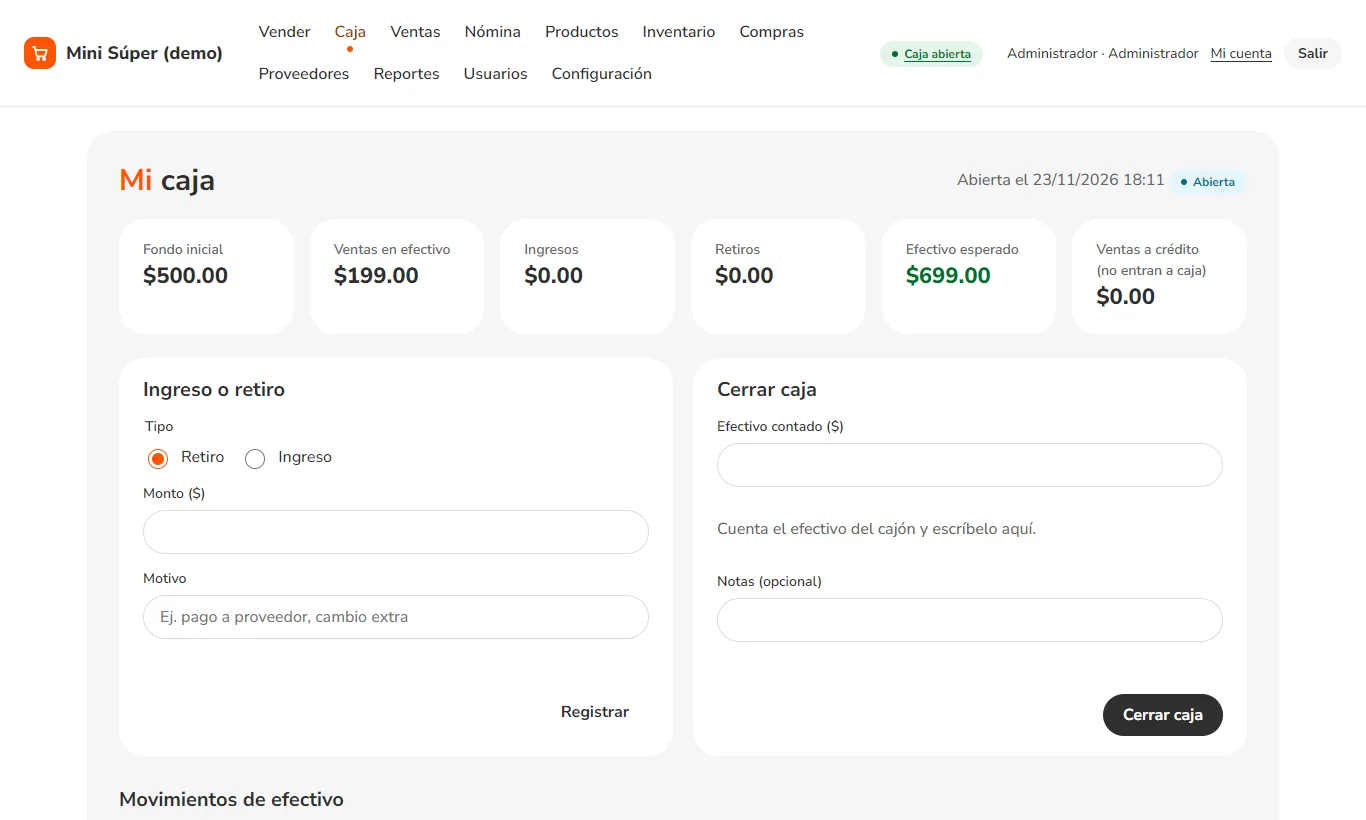 Mini Súper (demo)
Vender Caja Ventas Nómina Productos Inventario Compras
Proveedores Reportes Usuarios Configuración
Caja abierta
Administrador · Administrador Mi cuenta Salir
Mi caja
Abierta el 23/11/2026 18:11 Abierta
Fondo inicial
$500.00
Ventas en efectivo
$199.00
Ingresos
$0.00
Retiros
$0.00
Efectivo esperado
$699.00
Ventas a crédito
(no entran a caja)
$0.00
Ingreso o retiro
Tipo
Retiro Ingreso
Monto ($)
Motivo
Ej. pago a proveedor, cambio extra
Registrar
Cerrar caja
Efectivo contado ($)
Cuenta el efectivo del cajón y escríbelo aquí.
Notas (opcional)
Cerrar caja
Movimientos de efectivo